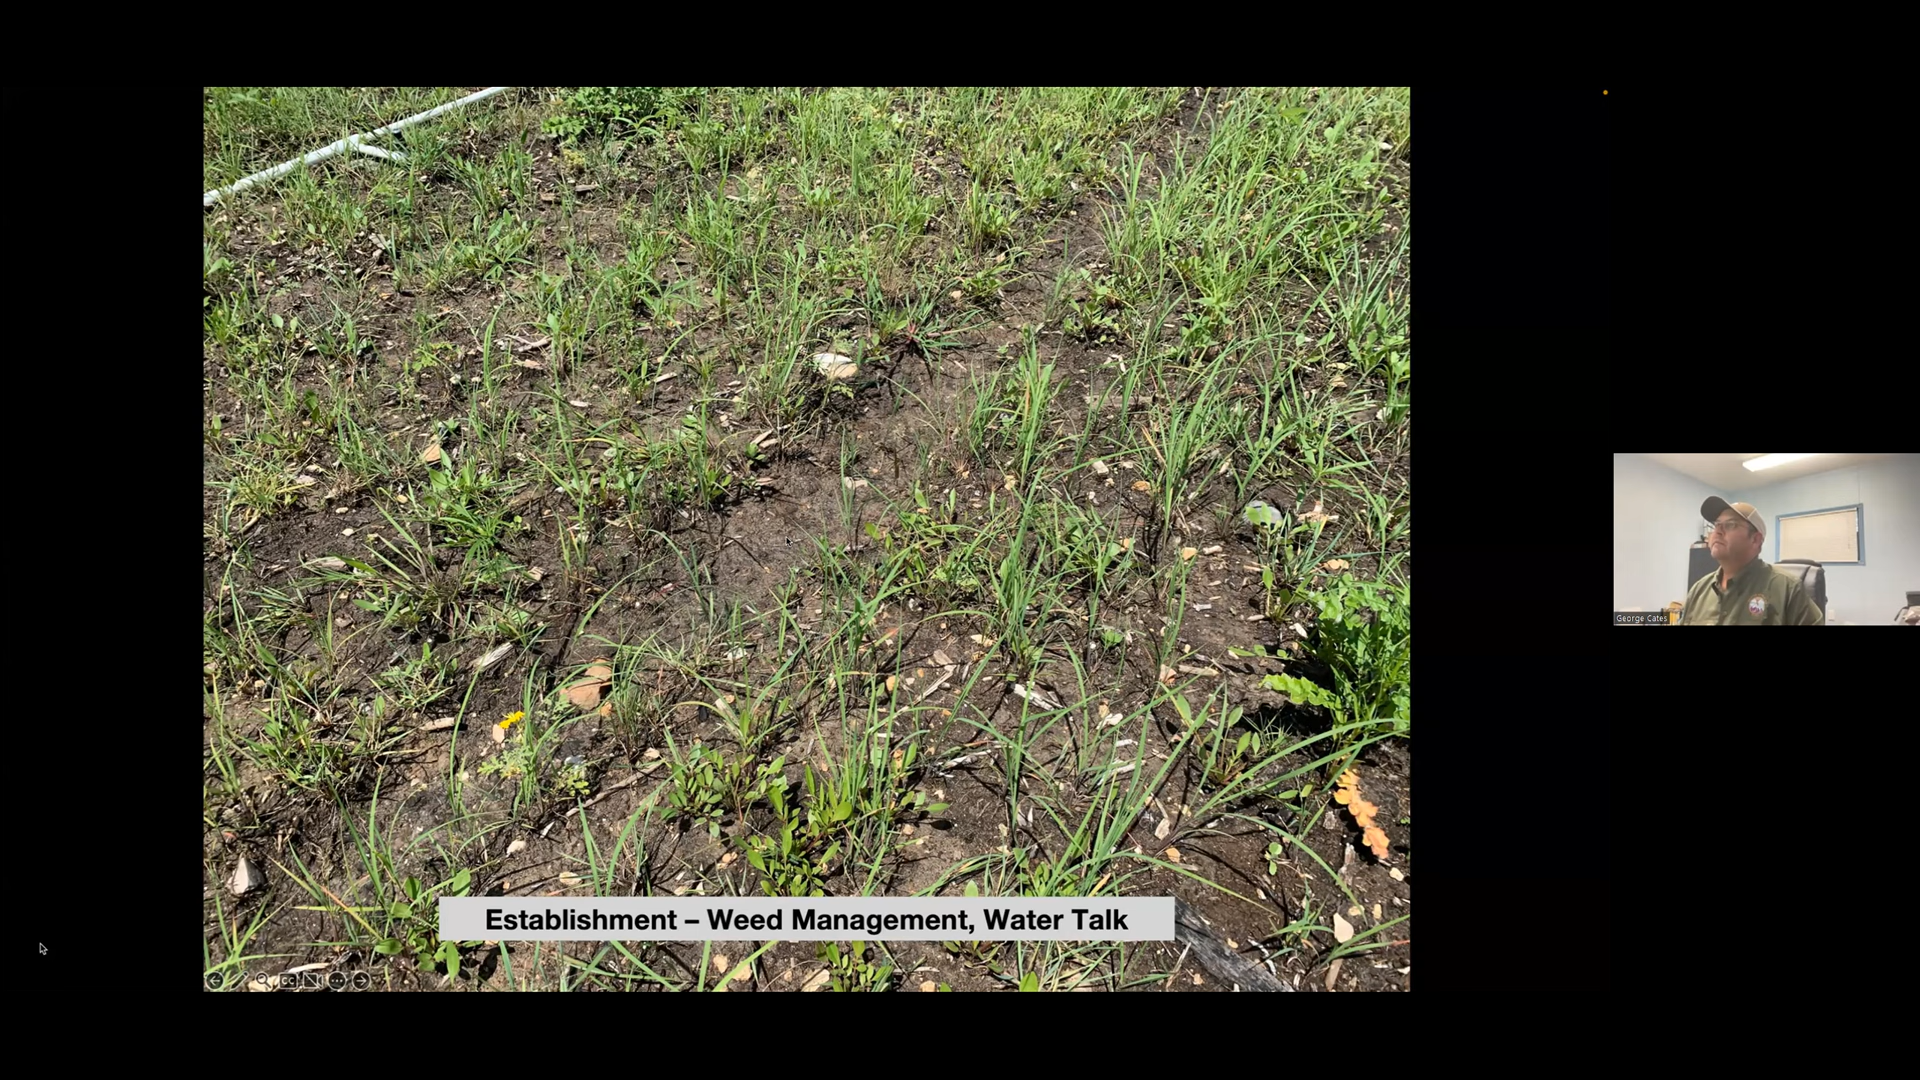 Establishment – Weed Management, Water Talk
George Cates